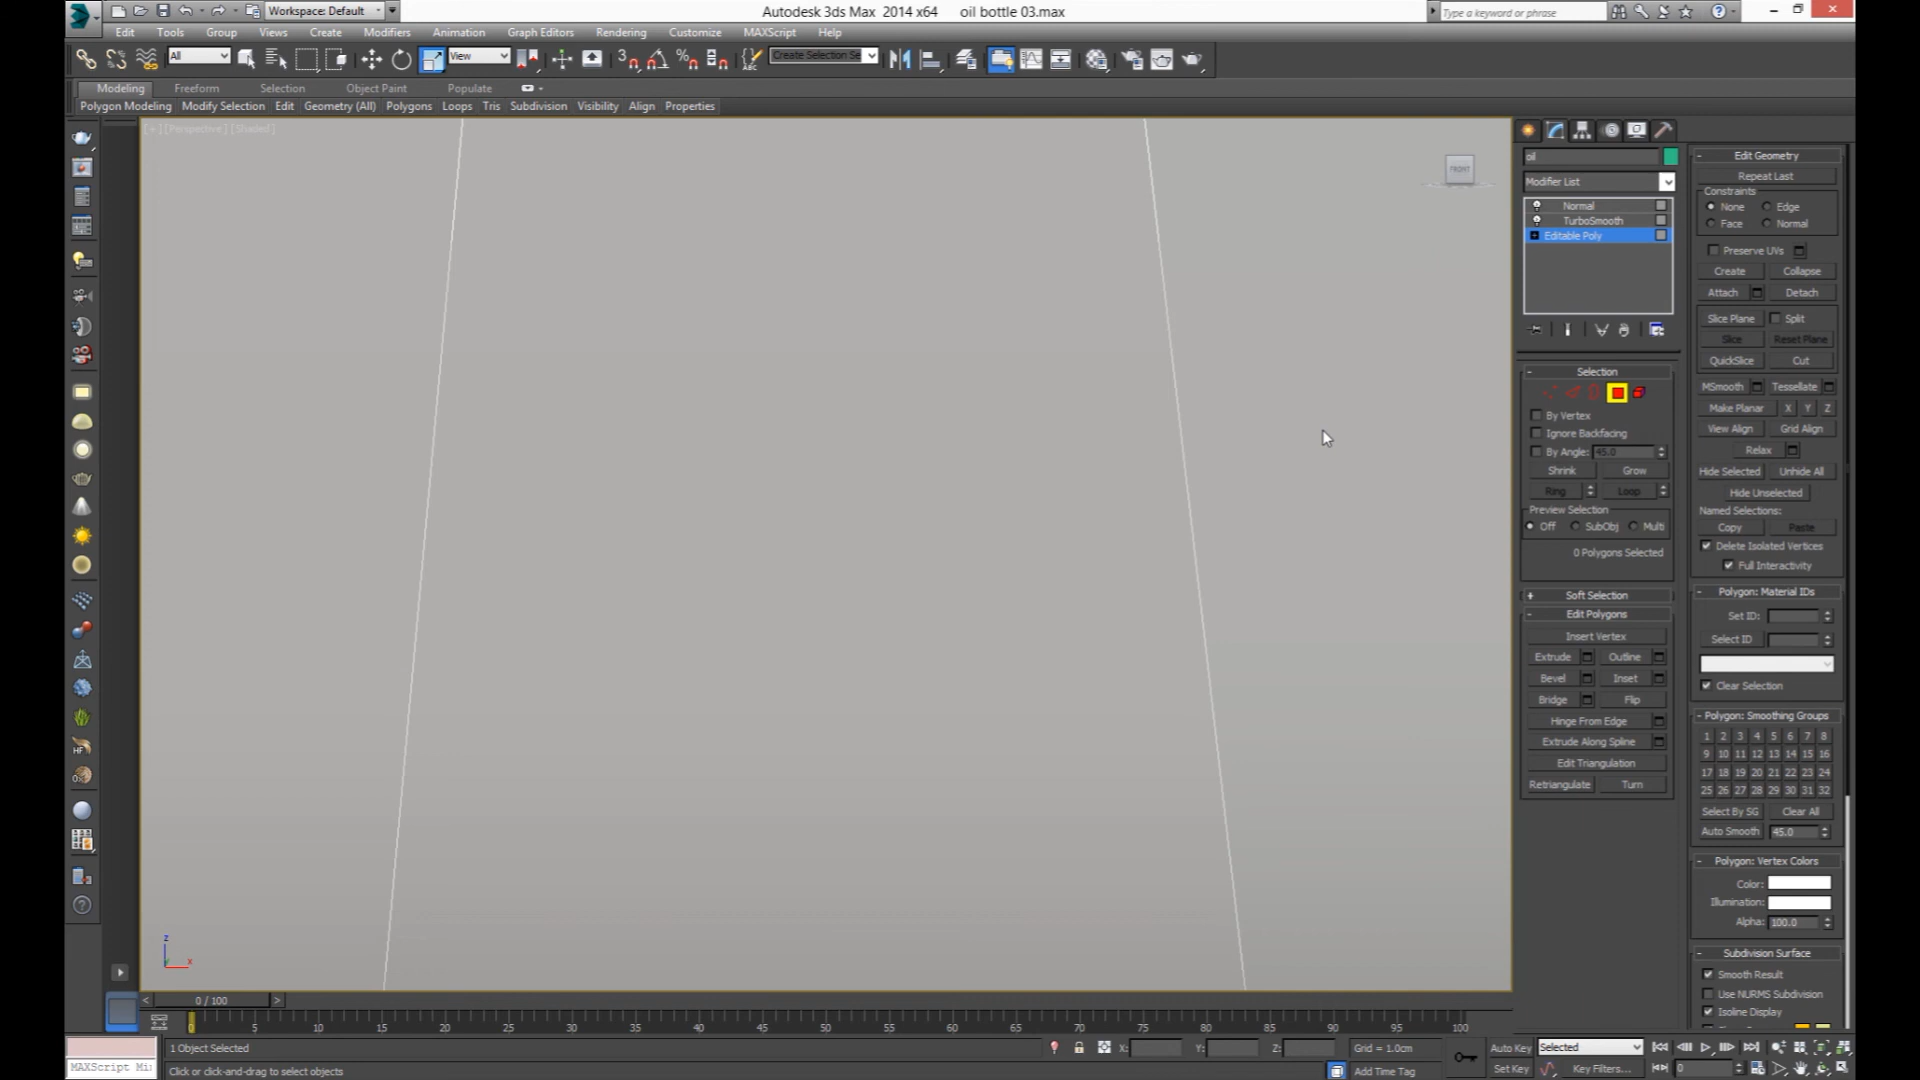 Workspace: Default
Autodesk 3ds Max 2014 x64 oil bottle 03.max
Type a keyword or phrase
Edit Tools Group Views Create Modifiers Animation Graph Editors Rendering Customize MAXScript Help
All View Create Selection Se
Modeling Freeform Selection Object Paint Populate
Polygon Modeling Modify Selection Edit Geometry (All) Polygons Loops Tris Subdivision Visibility Align Properties
[+][Perspective][Shaded]
FRONT
oil
Modifier List
Normal
TurboSmooth
Editable Poly
Selection
By Vertex
Ignore Backfacing
By Angle: 45.0
Shrink Grow
Ring Loop
Preview Selection
Off SubObj Multi
0 Polygons Selected
Soft Selection
Edit Polygons
Insert Vertex
Extrude Outline
Bevel Inset
Bridge Flip
Hinge From Edge
Extrude Along Spline
Edit Triangulation
Retriangulate Turn
Edit Geometry
Repeat Last
Constraints
None Edge
Face Normal
Preserve UVs
Create Collapse
Attach Detach
Slice Plane Split
Slice Reset Plane
QuickSlice Cut
MSmooth Tessellate
Make Planar X Y Z
View Align Grid Align
Relax
Hide Selected Unhide All
Hide Unselected
Named Selections:
Copy Paste
Delete Isolated Vertices
Full Interactivity
Polygon: Material IDs
Set ID:
Select ID
Clear Selection
Polygon: Smoothing Groups
1 2 3 4 5 6 7 8
9 10 11 12 13 14 15 16
17 18 19 20 21 22 23 24
25 26 27 28 29 30 31 32
Select By SG Clear All
Auto Smooth 45.0
Polygon: Vertex Colors
Color:
Illumination:
Alpha: 100.0
Subdivision Surface
Smooth Result
Use NURMS Subdivision
Isoline Display
z
x
< 0 / 100 >
0 5 10 15 20 25 30 35 40 45 50 55 60 65 70 75 80 85 90 95 100
1 Object Selected X: Y: Z: Grid = 1.0cm Auto Key Selected
MAXScript Mi Click or click-and-drag to select objects Add Time Tag Set Key Key Filters... 0